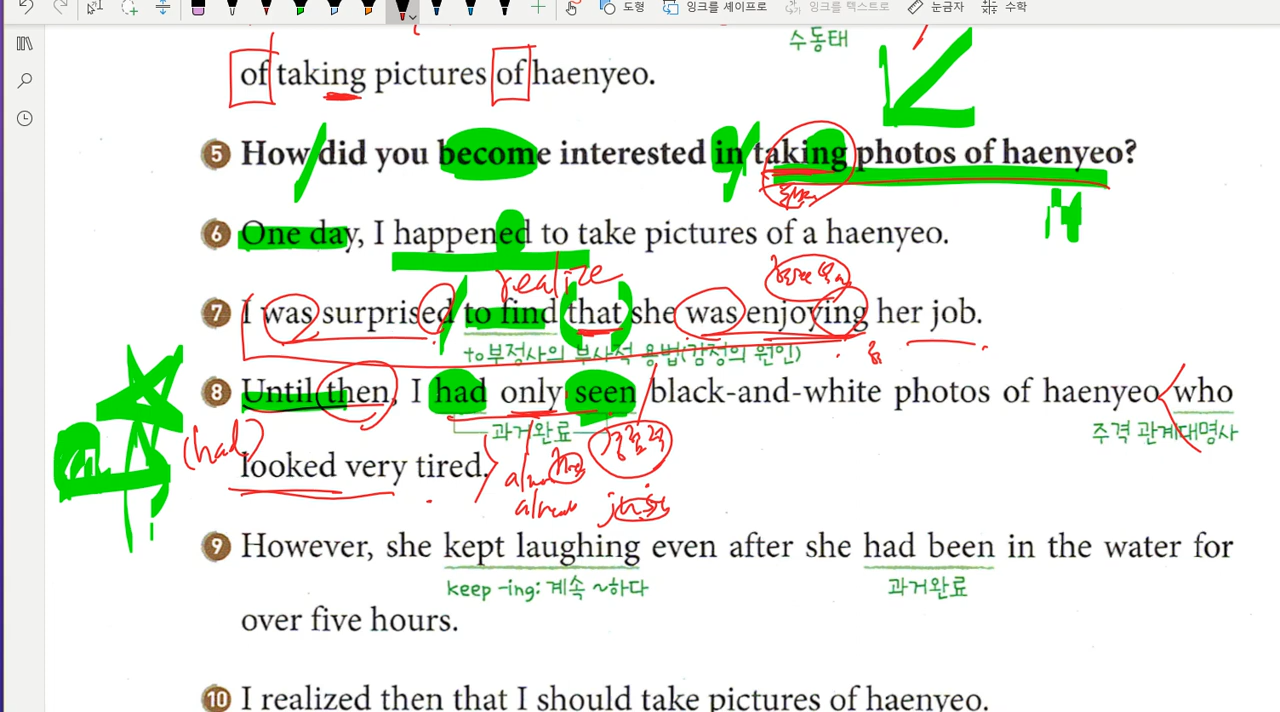 도형 잉크를 셰이프로 잉크를 텍스트로 눈금자 수학
수동태
of taking pictures of haenyeo.
5 How did you become interested in taking photos of haenyeo?
6 One day, I happened to take pictures of a haenyeo.
realize
7 I was surprised to find that she was enjoying her job.
to부정사의 부사적 용법(감정의 원인)
8 Until then, I had only seen black-and-white photos of haenyeo who
과거완료 주격 관계대명사
(had)
looked very tired.
just
9 However, she kept laughing even after she had been in the water for
keep -ing: 계속 ~하다 과거완료
over five hours.
10 I realized then that I should take pictures of haenyeo.